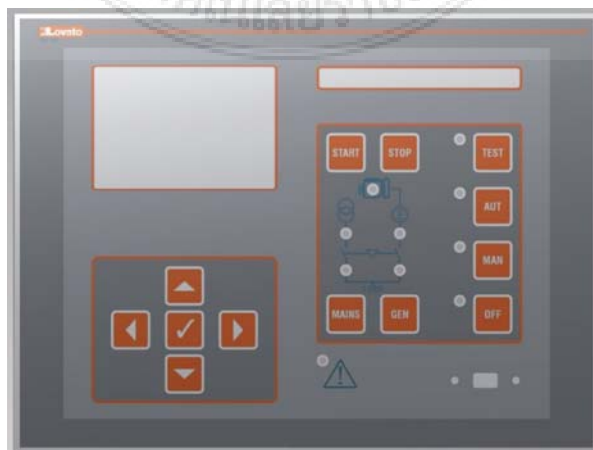 Lovato
START STOP TEST
AUT
MAN
MAINS GEN OFF